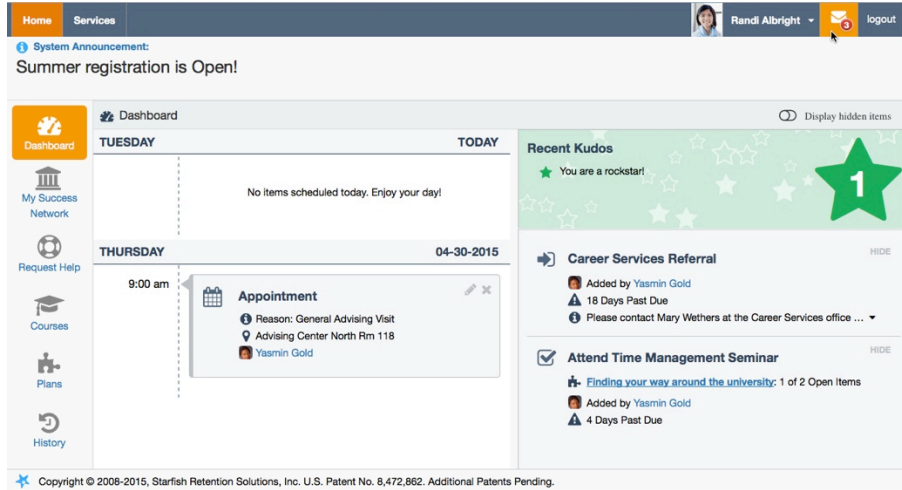 Home Services Randi Albright 3 logout
System Announcement:
Summer registration is Open!
Dashboard
My Success
Network
Request Help
Courses
Plans
History
Dashboard Display hidden items
TUESDAY TODAY
No items scheduled today. Enjoy your day!
THURSDAY 04-30-2015
9:00 am
Appointment
Reason: General Advising Visit
Advising Center North Rm 118
Yasmin Gold
Recent Kudos
You are a rockstar!
1
Career Services Referral HIDE
Added by Yasmin Gold
18 Days Past Due
Please contact Mary Wethers at the Career Services office ...
Attend Time Management Seminar HIDE
Finding your way around the university: 1 of 2 Open Items
Added by Yasmin Gold
4 Days Past Due
Copyright © 2008-2015, Starfish Retention Solutions, Inc. U.S. Patent No. 8,472,862. Additional Patents Pending.